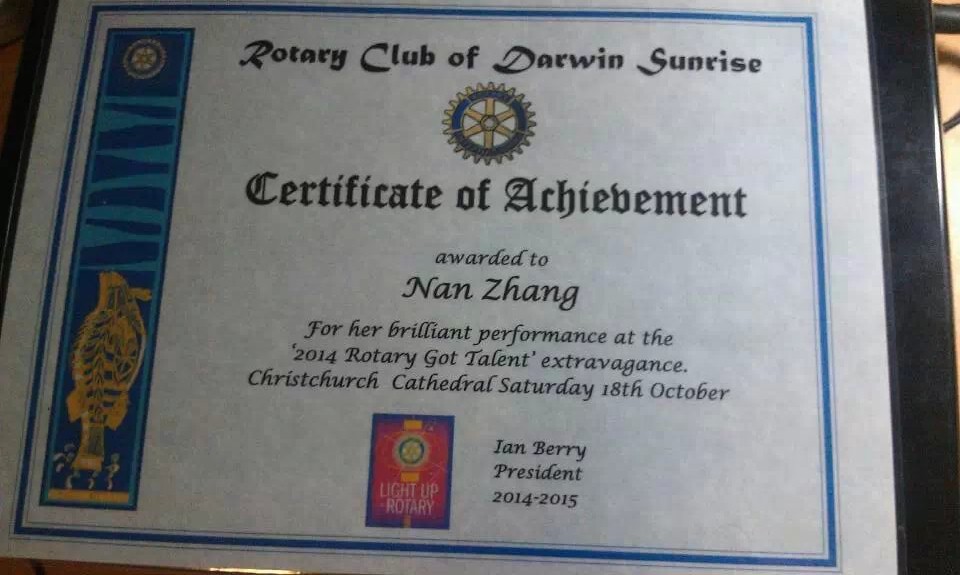 Rotary Club of Darwin Sunrise
Certificate of Achievement
awarded to
Nan Zhang
For her brilliant performance at the
'2014 Rotary Got Talent' extravagance.
Christchurch Cathedral Saturday 18th October
LIGHT UP
ROTARY
Ian Berry
President
2014-2015